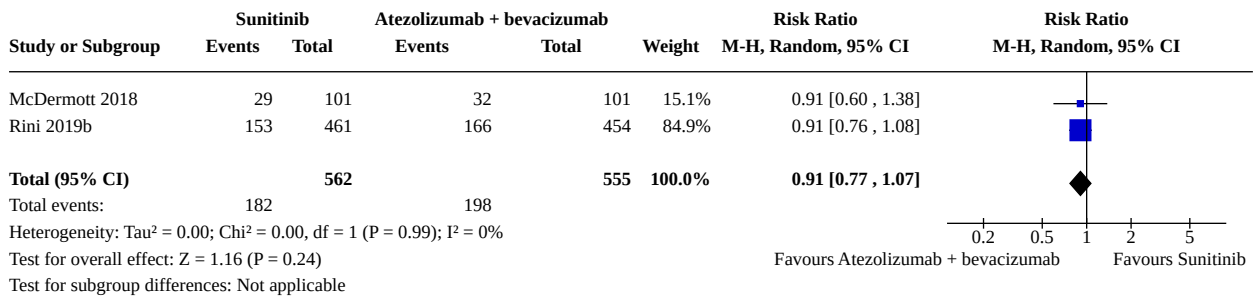 Sunitinib Atezolizumab + bevacizumab Risk Ratio Risk Ratio
Study or Subgroup Events Total Events Total Weight M-H, Random, 95% CI M-H, Random, 95% CI
McDermott 2018 29 101 32 101 15.1% 0.91 [0.60 , 1.38]
Rini 2019b 153 461 166 454 84.9% 0.91 [0.76 , 1.08]
Total (95% CI) 562 555 100.0% 0.91 [0.77 , 1.07]
Total events: 182 198
Heterogeneity: Tau² = 0.00; Chi² = 0.00, df = 1 (P = 0.99); I² = 0%
0.2 0.5 1 2 5
Test for overall effect: Z = 1.16 (P = 0.24) Favours Atezolizumab + bevacizumab Favours Sunitinib
Test for subgroup differences: Not applicable